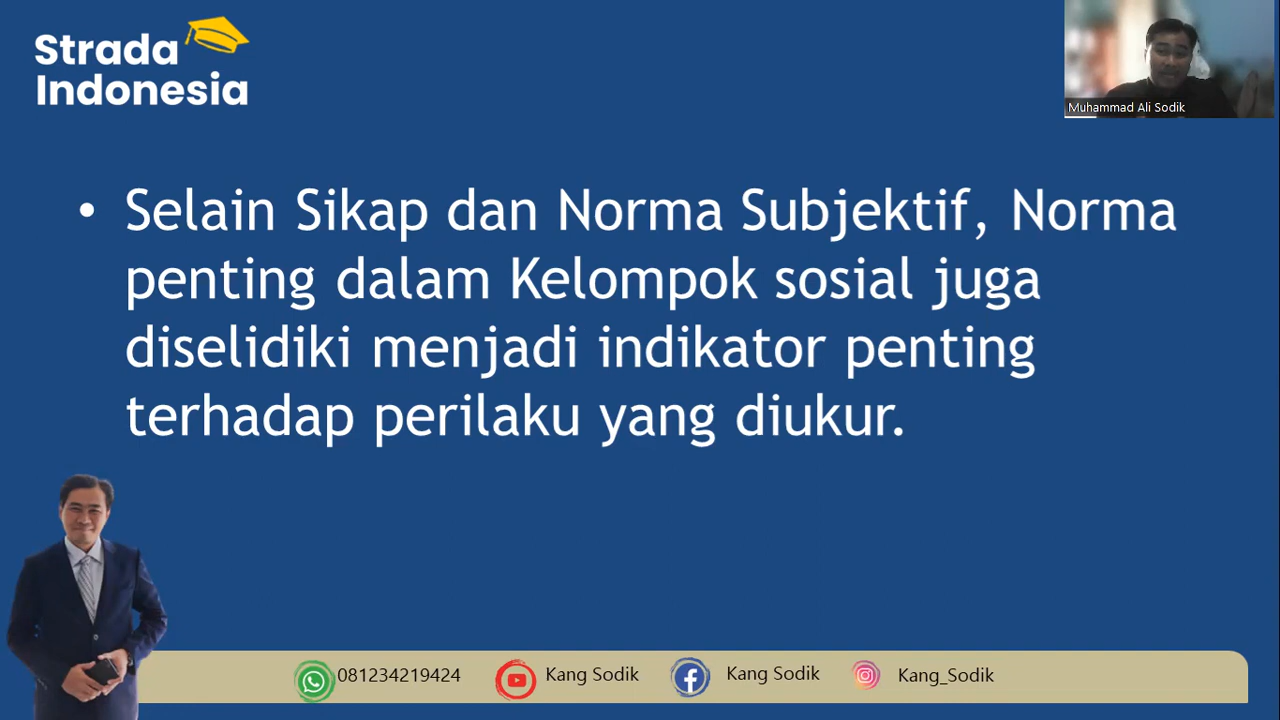 Strada
Indonesia
Muhammad Ali Sodik
• Selain Sikap dan Norma Subjektif, Norma
penting dalam Kelompok sosial juga
diselidiki menjadi indikator penting
terhadap perilaku yang diukur.
081234219424 Kang Sodik Kang Sodik Kang_Sodik